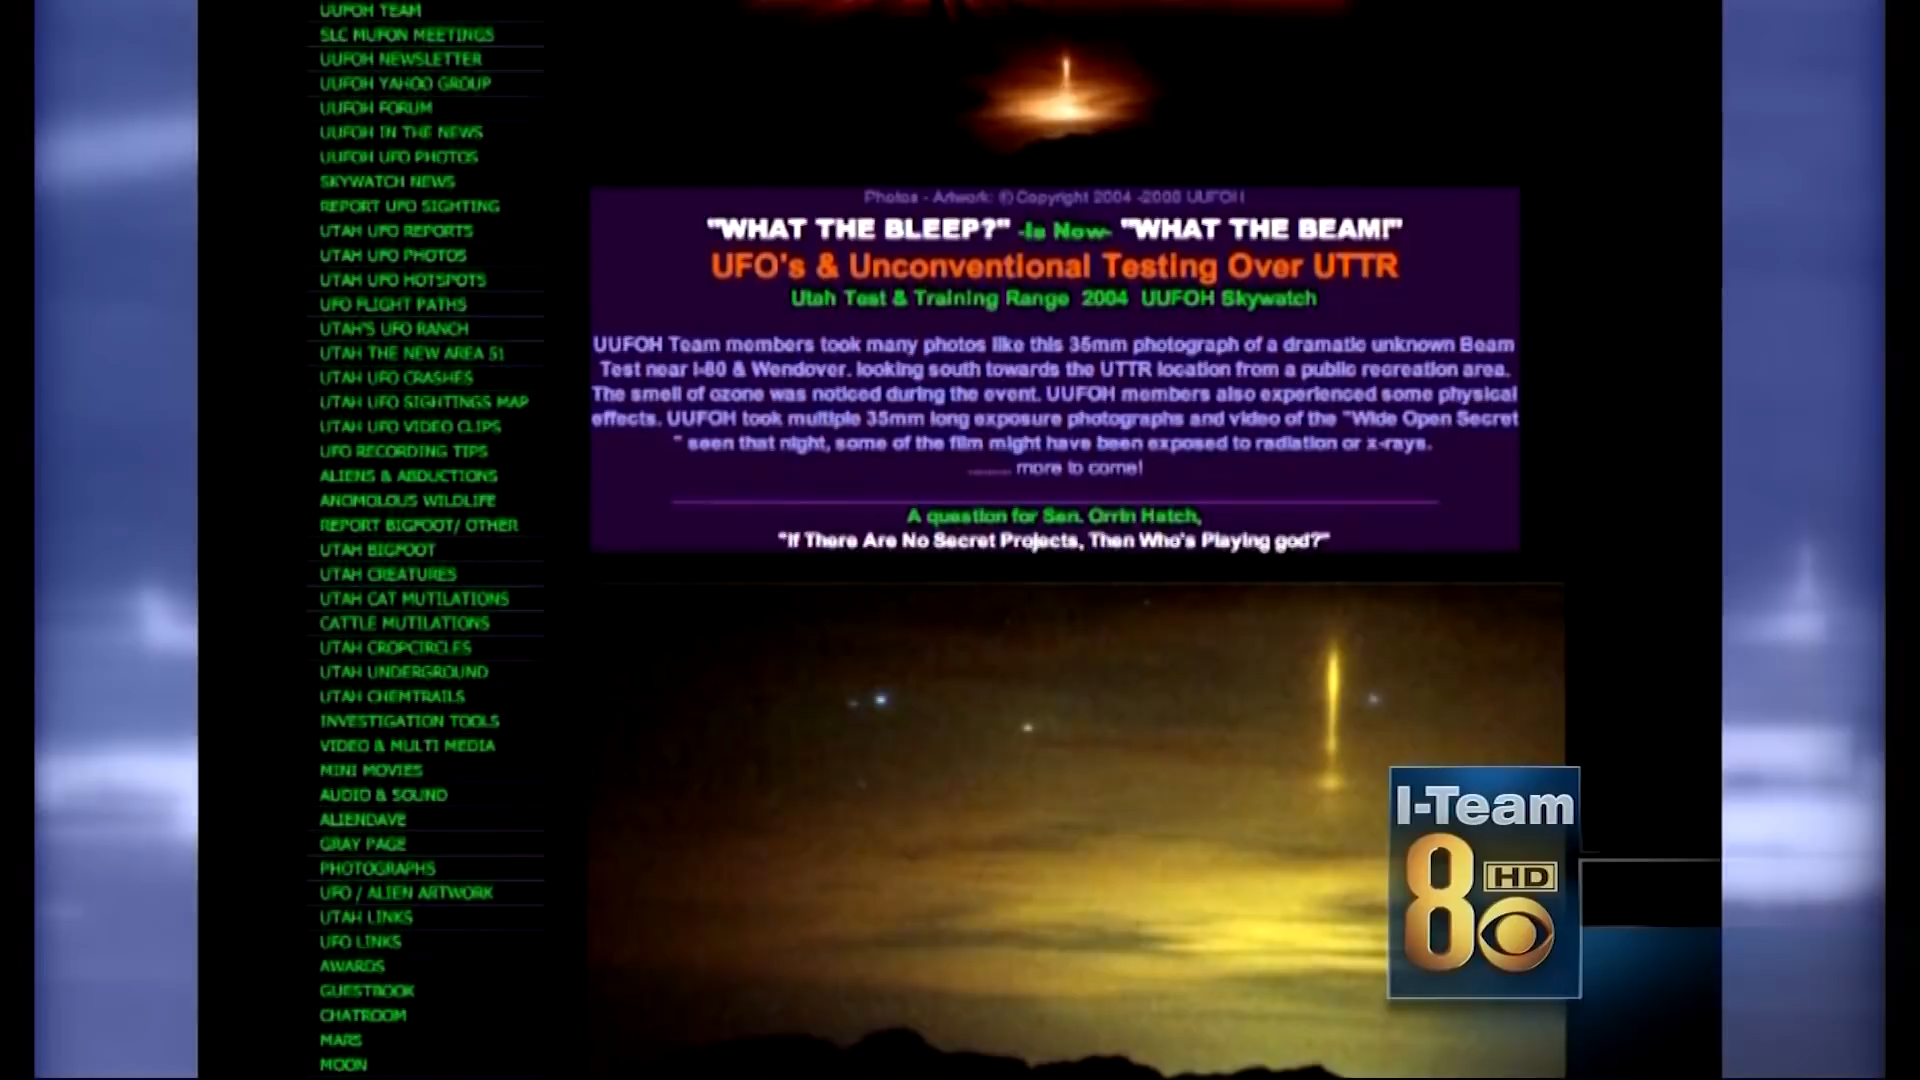 UUFOH TEAM
SLC MUFON MEETINGS
UUFOH NEWSLETTER
UUFOH YAHOO GROUP
UUFOH FORUM
UUFOH IN THE NEWS
UUFOH UFO PHOTOS
SKYWATCH NEWS
REPORT UFO SIGHTING
UTAH UFO REPORTS
UTAH UFO PHOTOS
UTAH UFO HOTSPOTS
UFO FLIGHT PATHS
UTAH'S UFO RANCH
UTAH THE NEW AREA 51
UTAH UFO CRASHES
UTAH UFO SIGHTINGS MAP
UTAH UFO VIDEO CLIPS
UFO RECORDING TIPS
ALIENS & ABDUCTIONS
ANOMOLOUS WILDLIFE
REPORT BIGFOOT/ OTHER
UTAH BIGFOOT
UTAH CREATURES
UTAH CAT MUTILATIONS
CATTLE MUTILATIONS
UTAH CROPCIRCLES
UTAH UNDERGROUND
UTAH CHEMTRAILS
INVESTIGATION TOOLS
VIDEO & MULTI MEDIA
MINI MOVIES
AUDIO & SOUND
ALIENDAVE
GRAY PAGE
PHOTOGRAPHS
UFO / ALIEN ARTWORK
UTAH LINKS
UFO LINKS
AWARDS
GUESTBOOK
CHATROOM
MARS
MOON
Photos - Artwork: © Copyright 2004 -2008 UUFOH
"WHAT THE BLEEP?" -Is Now- "WHAT THE BEAM!"
UFO's & Unconventional Testing Over UTTR
Utah Test & Training Range 2004 UUFOH Skywatch
UUFOH Team members took many photos like this 35mm photograph of a dramatic unknown Beam
Test near I-80 & Wendover. looking south towards the UTTR location from a public recreation area.
The smell of ozone was noticed during the event. UUFOH members also experienced some physical
effects. UUFOH took multiple 35mm long exposure photographs and video of the "Wide Open Secret
" seen that night, some of the film might have been exposed to radiation or x-rays.
......... more to come!
A question for Sen. Orrin Hatch,
"If There Are No Secret Projects, Then Who's Playing god?"
I-Team
8 HD